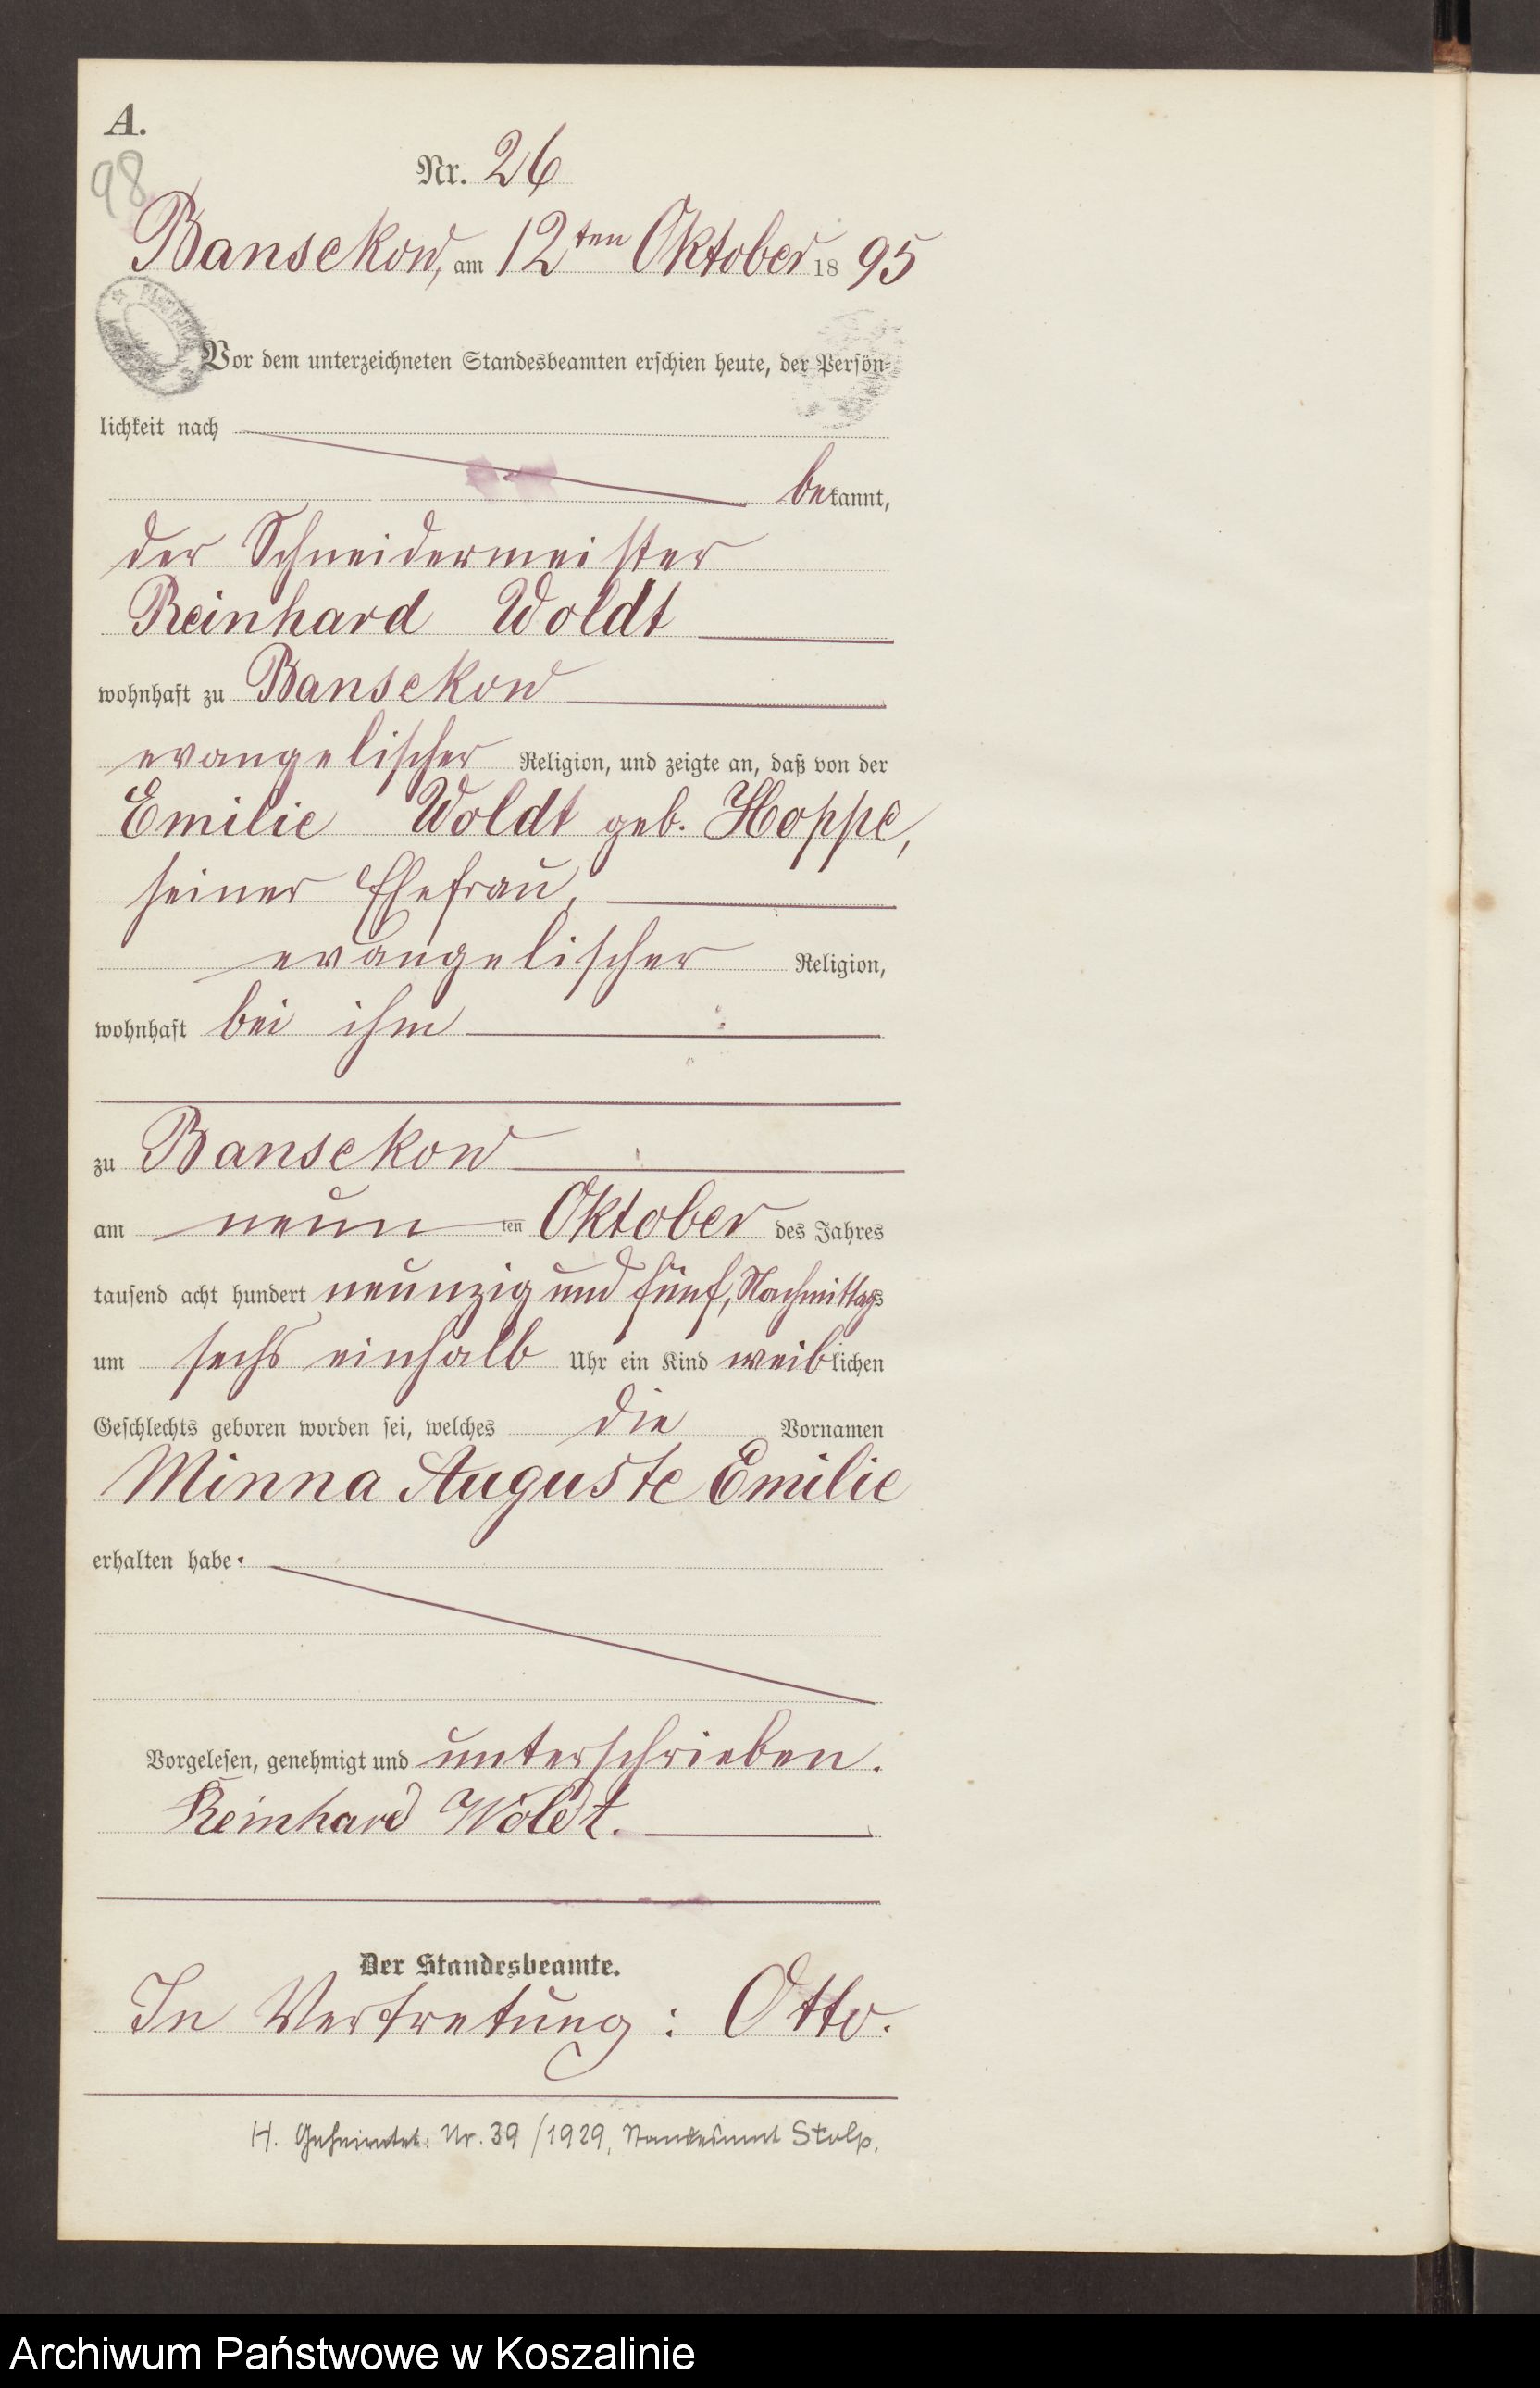 A.
98
Nr. 26
Bansekow, am 12ten Oktober 1895
Vor dem unterzeichneten Standesbeamten erschien heute, der Persön-
lichkeit nach
bekannt,
der Schneidermeister
Reinhard Woldt
wohnhaft zu Bansekow
evangelischer Religion, und zeigte an, daß von der
Emilie Woldt geb. Hoppe,
seiner Ehefrau,
evangelischer Religion,
wohnhaft bei ihm
zu Bansekow
am neunten Oktober des Jahres
tausend acht hundert neunzig und fünf, Nachmittags
um sechs einhalb Uhr ein Kind weiblichen
Geschlechts geboren worden sei, welches die Vornamen
Minna Auguste Emilie
erhalten habe.
Vorgelesen, genehmigt und unterschrieben.
Reinhard Woldt.
Der Standesbeamte.
In Vertretung: Otto.
H. Geheiratet: Nr. 39/1929, Standesamt Stolp.
Archiwum Państwowe w Koszalinie